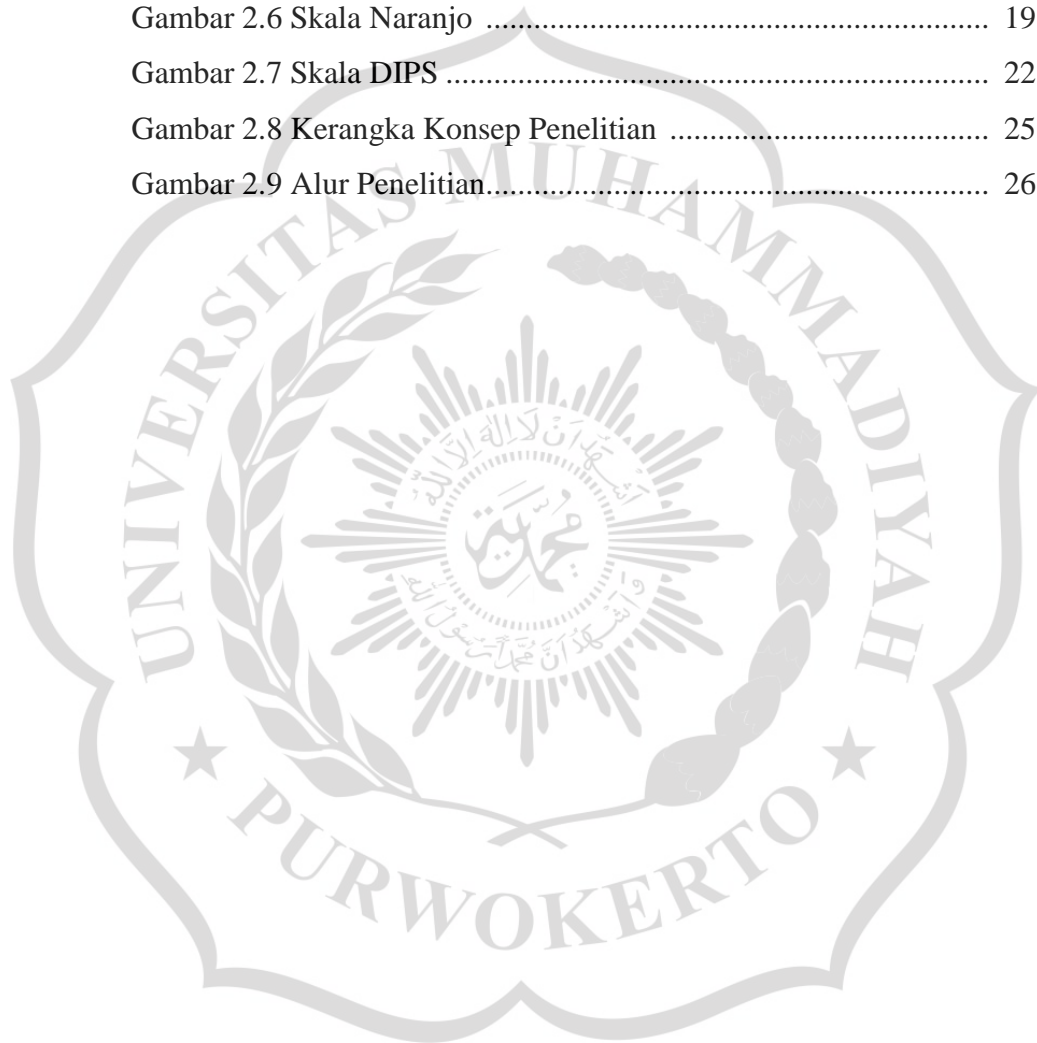 Gambar 2.6 Skala Naranjo ................................................................ 19
Gambar 2.7 Skala DIPS ..................................................................... 22
Gambar 2.8 Kerangka Konsep Penelitian ......................................... 25
Gambar 2.9 Alur Penelitian................................................................ 26
UNIVERSITAS MUHAMMADIYAH
PURWOKERTO